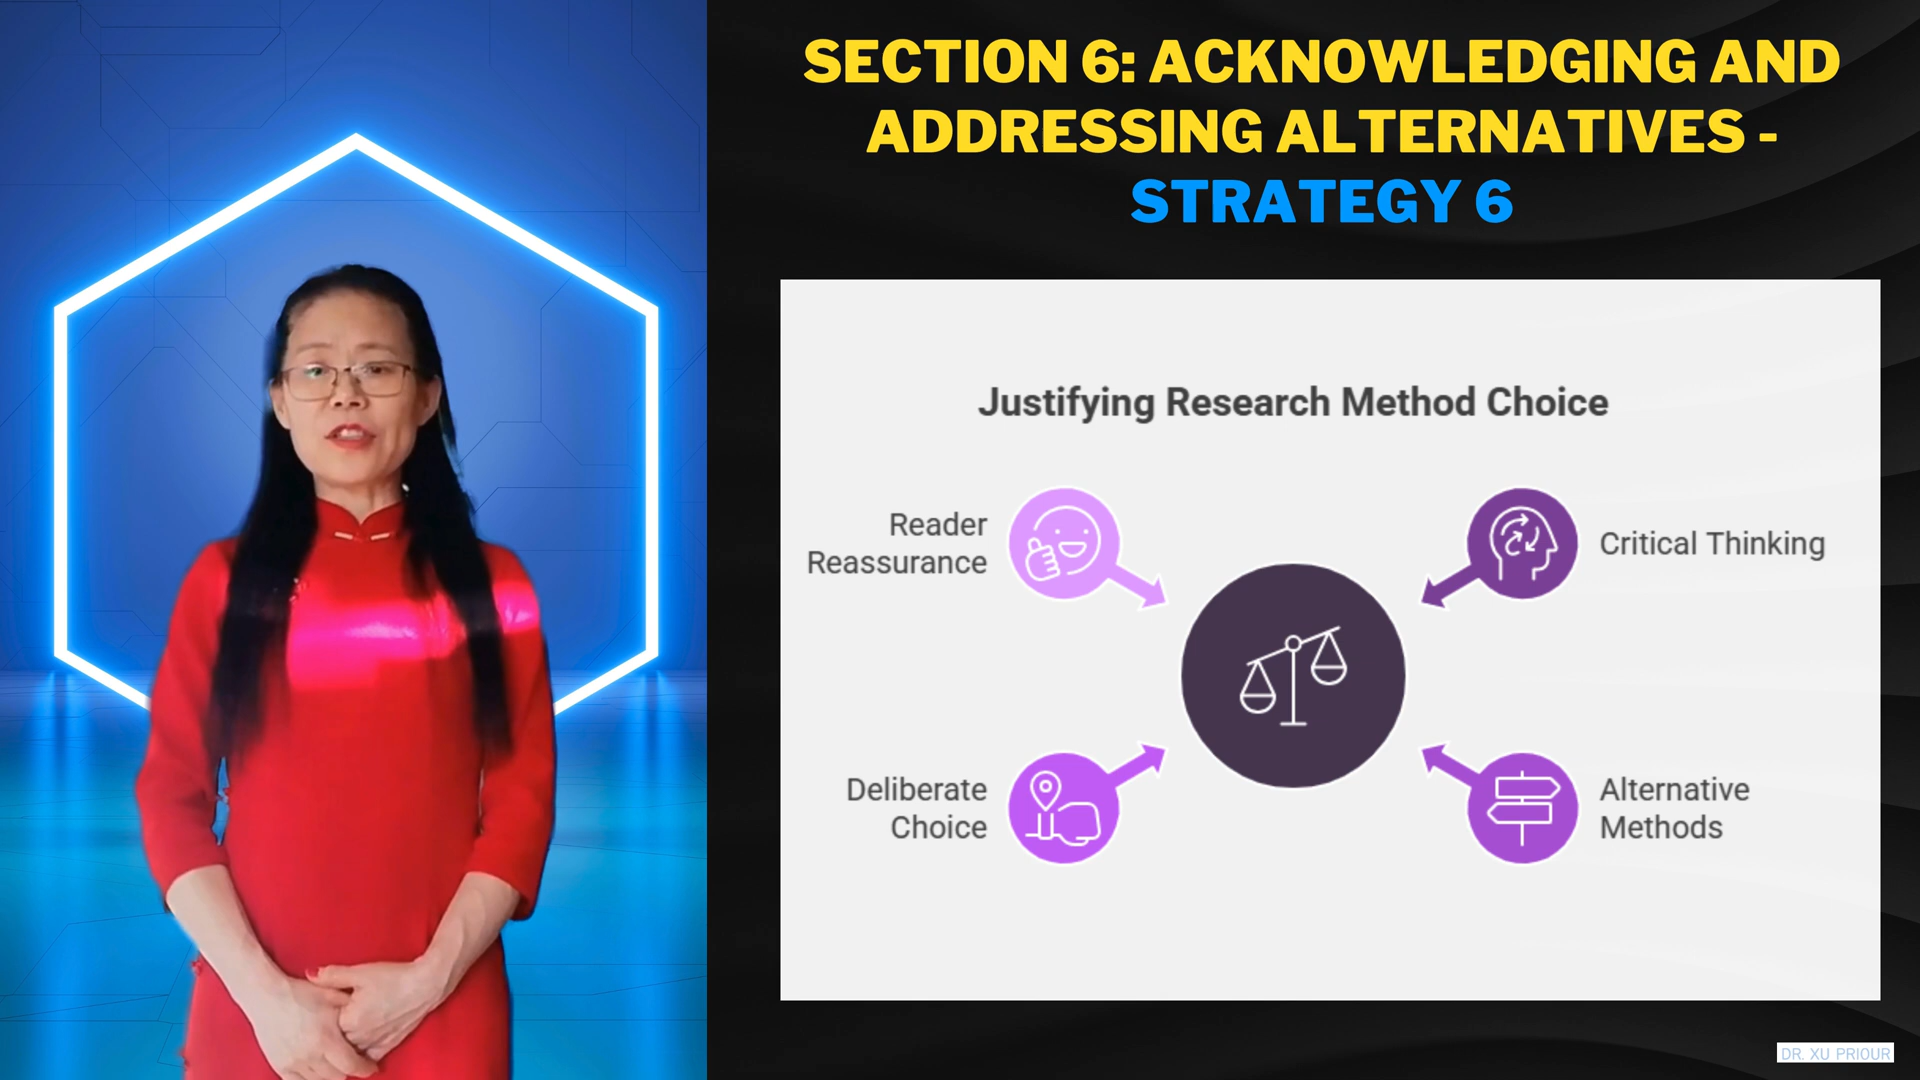 SECTION 6: ACKNOWLEDGING AND
ADDRESSING ALTERNATIVES -
STRATEGY 6
Justifying Research Method Choice
Reader
Reassurance
Critical Thinking
Deliberate
Choice
Alternative
Methods
DR. XU PRIOUR